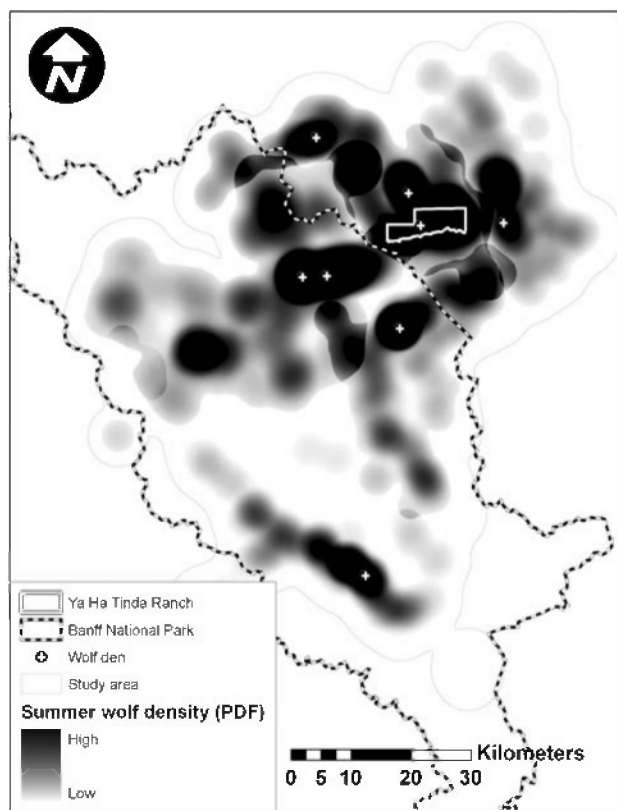 N
Ya Ha Tinda Ranch
Banff National Park
Wolf den
Study area
Summer wolf density (PDF)
High
Low
Kilometers
0 5 10 20 30